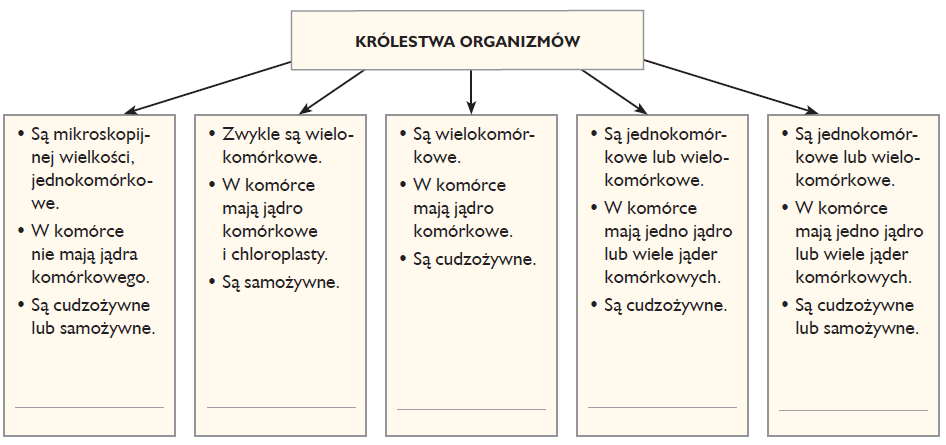 KRÓLESTWA ORGANIZMÓW
• Są mikroskopij-
nej wielkości,
jednokomórko-
we.
• W komórce
nie mają jądra
komórkowego.
• Są cudzożywne
lub samożywne.
• Zwykle są wielo-
komórkowe.
• W komórce
mają jądro
komórkowe
i chloroplasty.
• Są samożywne.
• Są wielokomór-
kowe.
• W komórce
mają jądro
komórkowe.
• Są cudzożywne.
• Są jednokomór-
kowe lub wielo-
komórkowe.
• W komórce
mają jedno jądro
lub wiele jąder
komórkowych.
• Są cudzożywne.
• Są jednokomór-
kowe lub wielo-
komórkowe.
• W komórce
mają jedno jądro
lub wiele jąder
komórkowych.
• Są cudzożywne
lub samożywne.